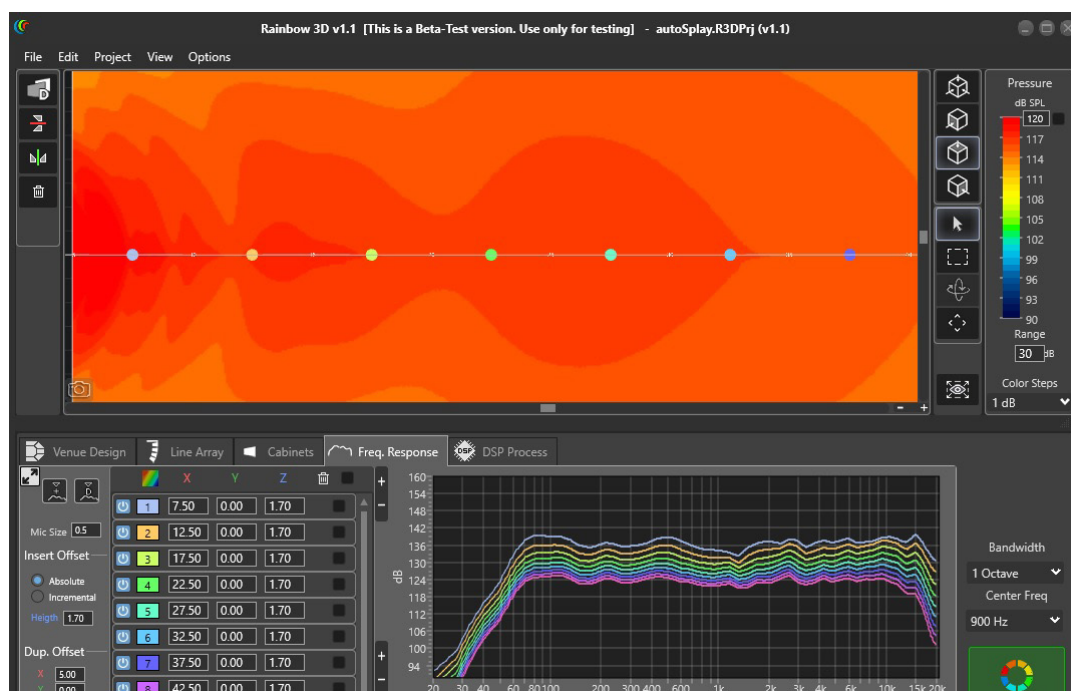 Rainbow 3D v1.1 [This is a Beta-Test version. Use only for testing] - autoSplay.R3DPrj (v1.1)
File Edit Project View Options
Pressure
dB SPL
120
117
114
111
108
105
102
99
96
93
90
Range
30 dB
Color Steps
1 dB
- +
Venue Design Line Array Cabinets Freq. Response DSP DSP Process
X Y Z
Mic Size 0.5
Insert Offset
Absolute
Incremental
Heigth 1.70
Dup. Offset
X 5.00
Y 0.00
1 7.50 0.00 1.70
2 12.50 0.00 1.70
3 17.50 0.00 1.70
4 22.50 0.00 1.70
5 27.50 0.00 1.70
6 32.50 0.00 1.70
7 37.50 0.00 1.70
8 42.50 0.00 1.70
+
-
+
-
160
154
148
142
136
130
124
118
112
106
100
94
dB
20 30 40 60 80100 200 300 400 600 1k 2k 3k 4k 6k 10k 15k 20k
Bandwidth
1 Octave
Center Freq
900 Hz